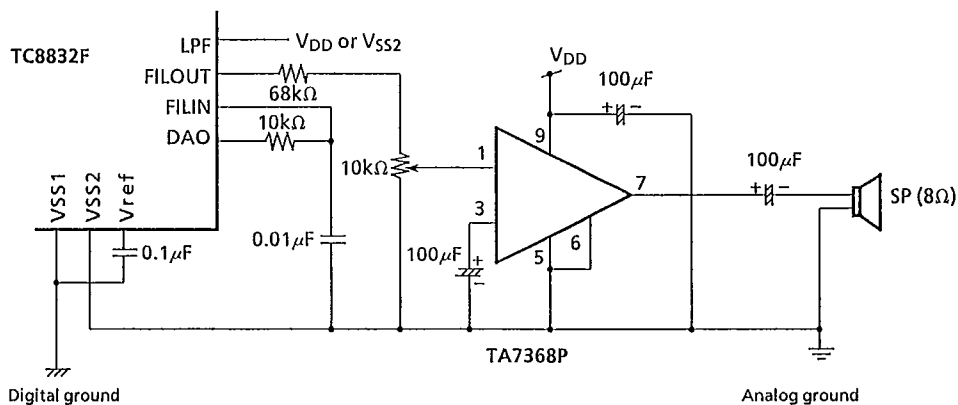 TC8832F
LPF
V_DD or V_SS2
FILOUT
68kΩ
FILIN
10kΩ
DAO
VSS1
VSS2
Vref
0.1μF
0.01μF
10kΩ
V_DD
100μF
+ −
9
1
3
7
6
5
100μF
+
−
100μF
+ −
SP (8Ω)
TA7368P
Digital ground
Analog ground